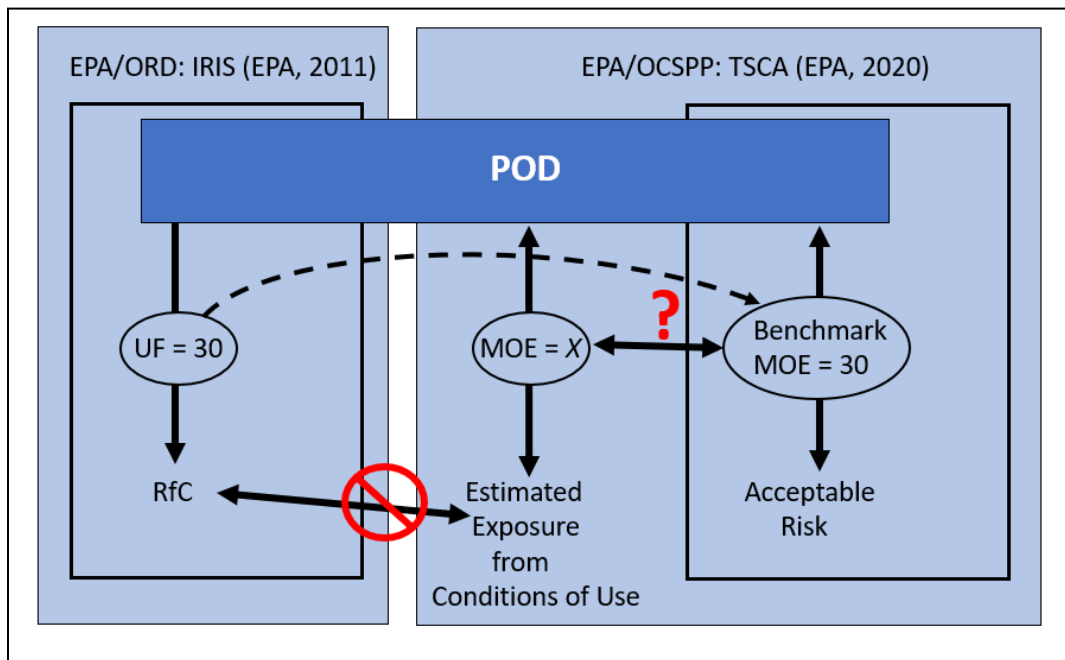 EPA/ORD: IRIS (EPA, 2011)
EPA/OCSPP: TSCA (EPA, 2020)
POD
UF = 30
MOE = X
?
Benchmark
MOE = 30
RfC
Estimated
Exposure
from
Conditions of Use
Acceptable
Risk